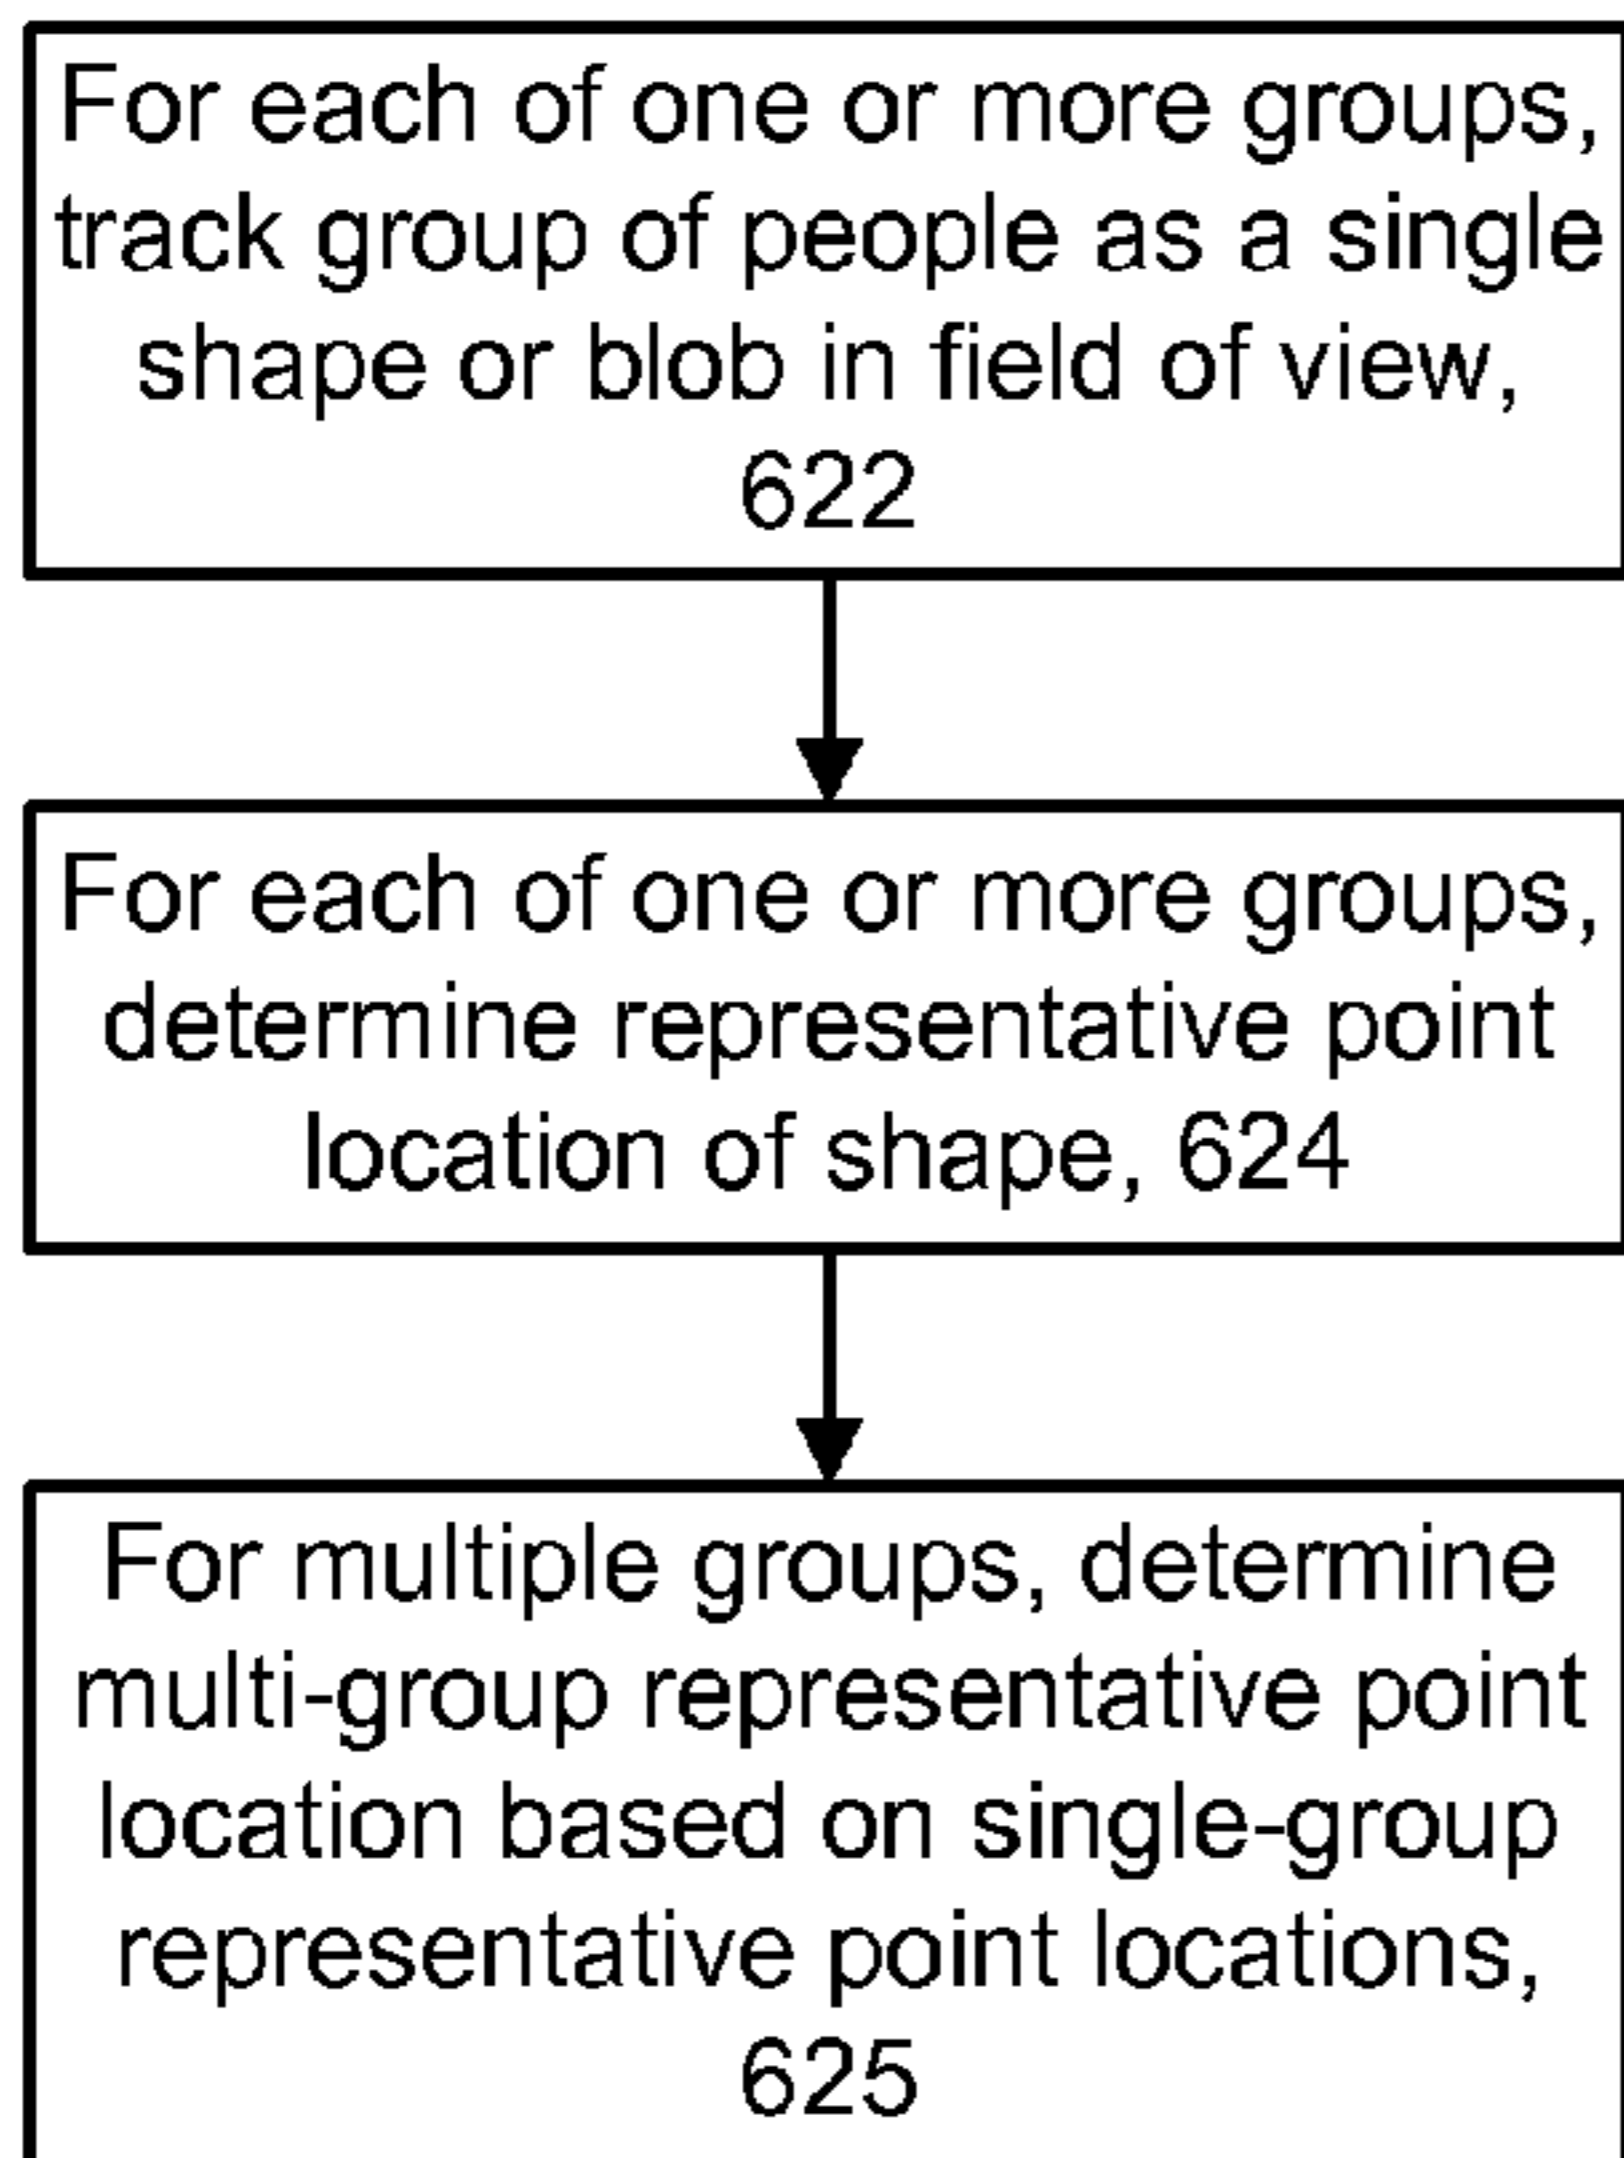 For each of one or more groups,
track group of people as a single
shape or blob in field of view,
622
For each of one or more groups,
determine representative point
location of shape, 624
For multiple groups, determine
multi-group representative point
location based on single-group
representative point locations,
625